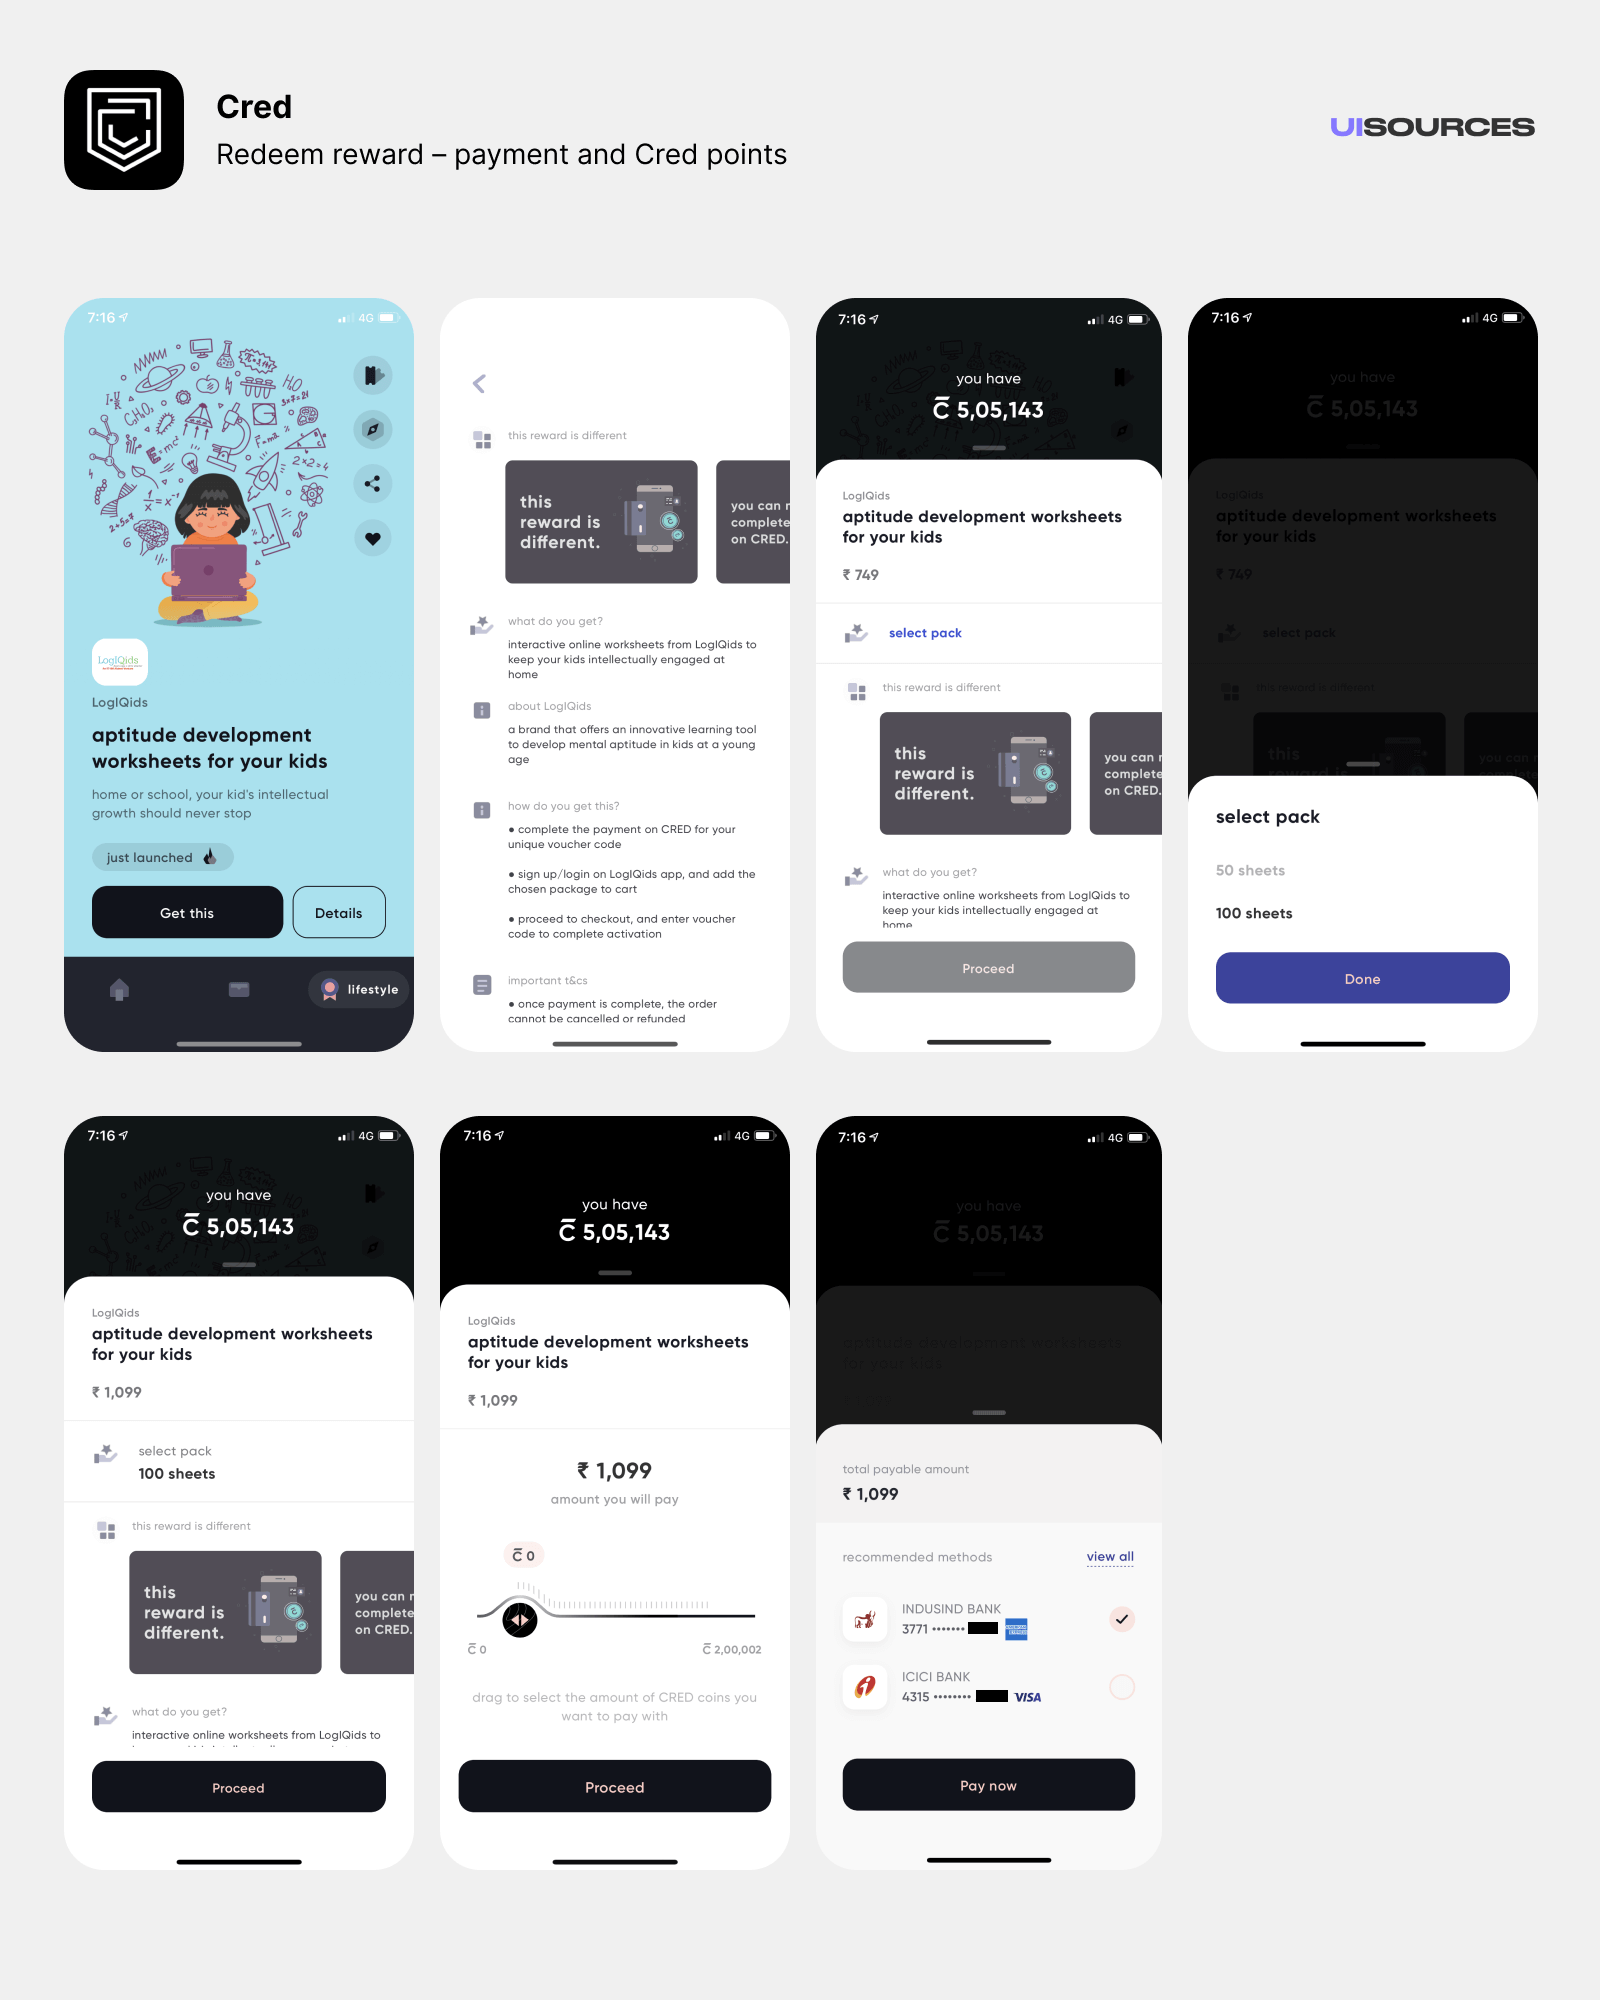 Cred
Redeem reward – payment and Cred points
UISOURCES
7:16
4G
LogIQids
LogIQids
aptitude development
worksheets for your kids
home or school, your kid's intellectual
growth should never stop
just launched
Get this
Details
lifestyle
this reward is different
this
reward is
different.
you can
complete
on CRED.
what do you get?
interactive online worksheets from LogIQids to
keep your kids intellectually engaged at
home
about LogIQids
a brand that offers an innovative learning tool
to develop mental aptitude in kids at a young
age
how do you get this?
● complete the payment on CRED for your
unique voucher code
● sign up/login on LogIQids app, and add the
chosen package to cart
● proceed to checkout, and enter voucher
code to complete activation
important t&cs
● once payment is complete, the order
cannot be cancelled or refunded
7:16
4G
you have
C 5,05,143
LogIQids
aptitude development worksheets
for your kids
₹ 749
select pack
this reward is different
this
reward is
different.
you can
complete
on CRED.
what do you get?
interactive online worksheets from LogIQids to
keep your kids intellectually engaged at
home
Proceed
7:16
4G
you have
C 5,05,143
LogIQids
aptitude development worksheets
for your kids
₹ 749
select pack
this reward is different
this
reward is
you can
complete
select pack
50 sheets
100 sheets
Done
7:16
4G
you have
C 5,05,143
LogIQids
aptitude development worksheets
for your kids
₹ 1,099
select pack
100 sheets
this reward is different
this
reward is
different.
you can
complete
on CRED.
what do you get?
interactive online worksheets from LogIQids to
Proceed
7:16
4G
you have
C 5,05,143
LogIQids
aptitude development worksheets
for your kids
₹ 1,099
₹ 1,099
amount you will pay
C 0
C 0
C 2,00,002
drag to select the amount of CRED coins you
want to pay with
Proceed
7:16
4G
you have
C 5,05,143
aptitude development worksheets
for your kids
total payable amount
₹ 1,099
recommended methods
view all
INDUSIND BANK
3771 •••••••
ICICI BANK
4315 ••••••••
VISA
Pay now